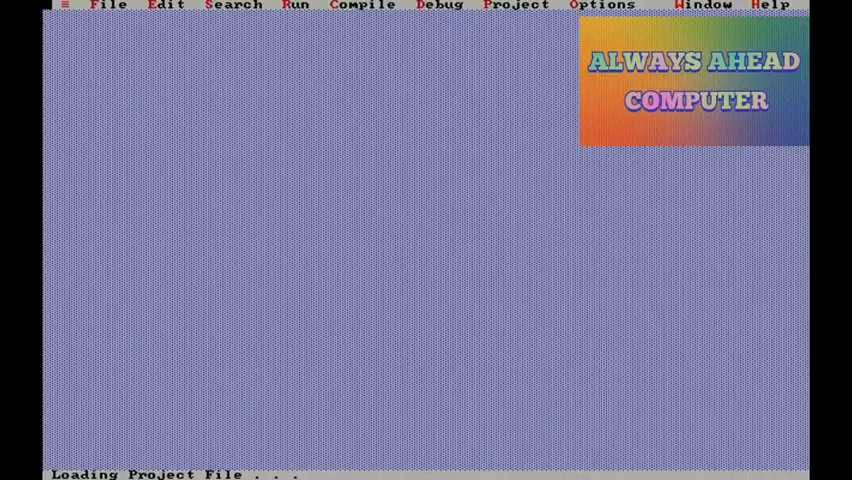 ≡ File Edit Search Run Compile Debug Project Options Window Help
ALWAYS AHEAD
COMPUTER
Loading Project File . . .